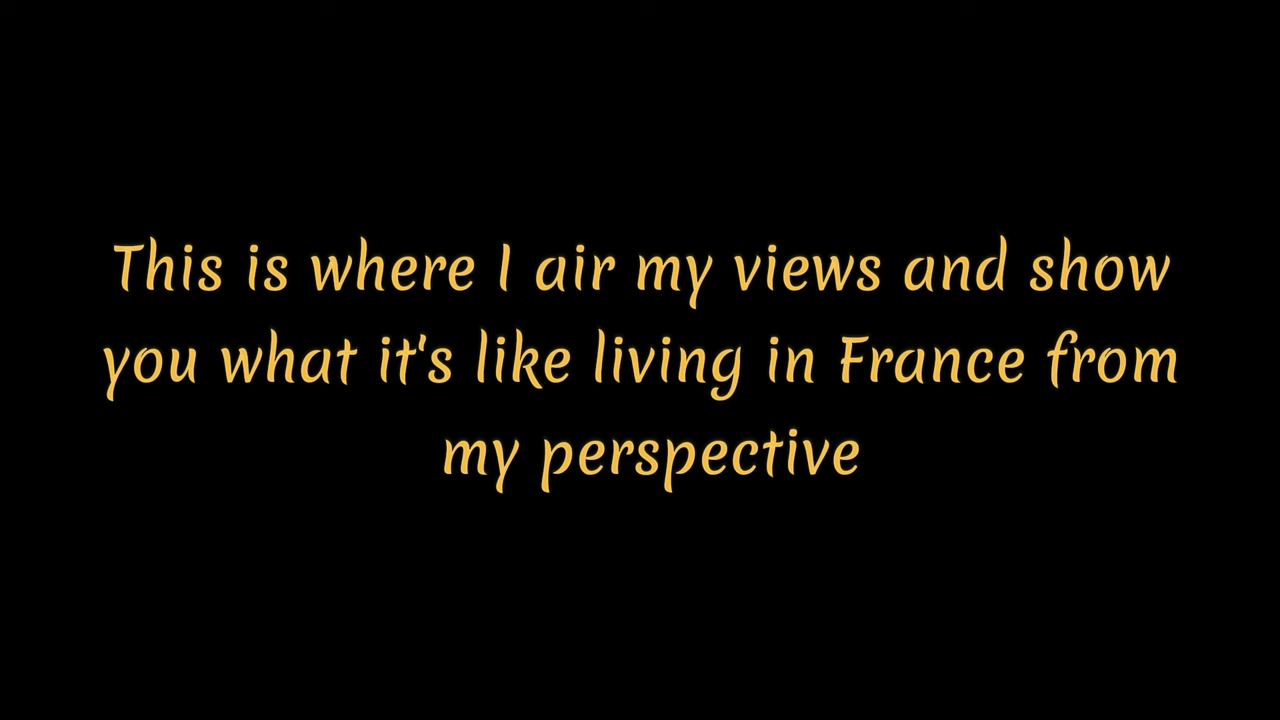 This is where I air my views and show
you what it's like living in France from
my perspective